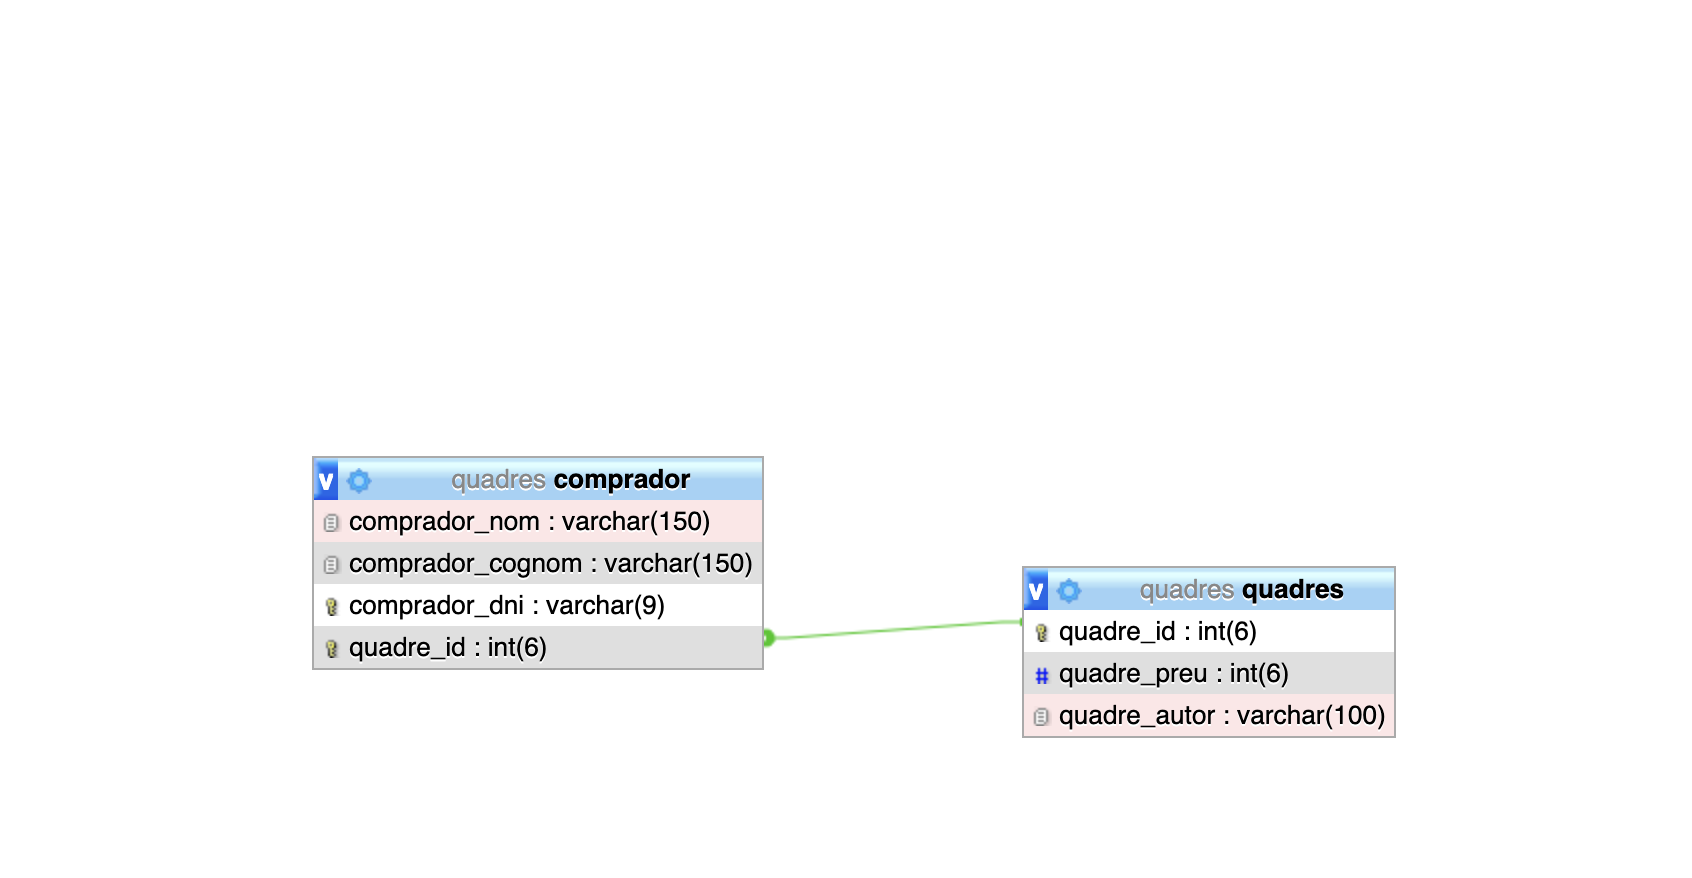 v quadres comprador
comprador_nom : varchar(150)
comprador_cognom : varchar(150)
comprador_dni : varchar(9)
quadre_id : int(6)
v quadres quadres
quadre_id : int(6)
# quadre_preu : int(6)
quadre_autor : varchar(100)